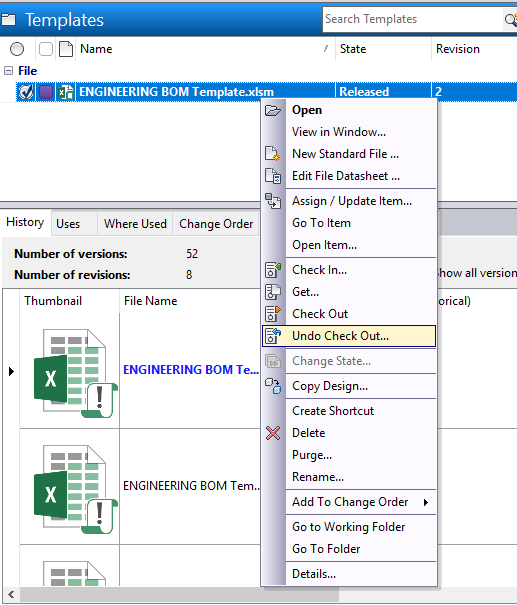 Templates
Search Templates
Name / State Revision
File
ENGINEERING BOM Template.xlsm Released 2
Open
View in Window...
New Standard File ...
Edit File Datasheet ...
Assign / Update Item...
Go To Item
Open Item...
Check In...
Get...
Check Out
Undo Check Out...
Change State...
Copy Design...
Create Shortcut
Delete
Purge...
Rename...
Add To Change Order
Go to Working Folder
Go To Folder
Details...
History Uses Where Used Change Order
Number of versions: 52
Number of revisions: 8
Show all version
Thumbnail File Name orical)
ENGINEERING BOM Te...
ENGINEERING BOM Tem...